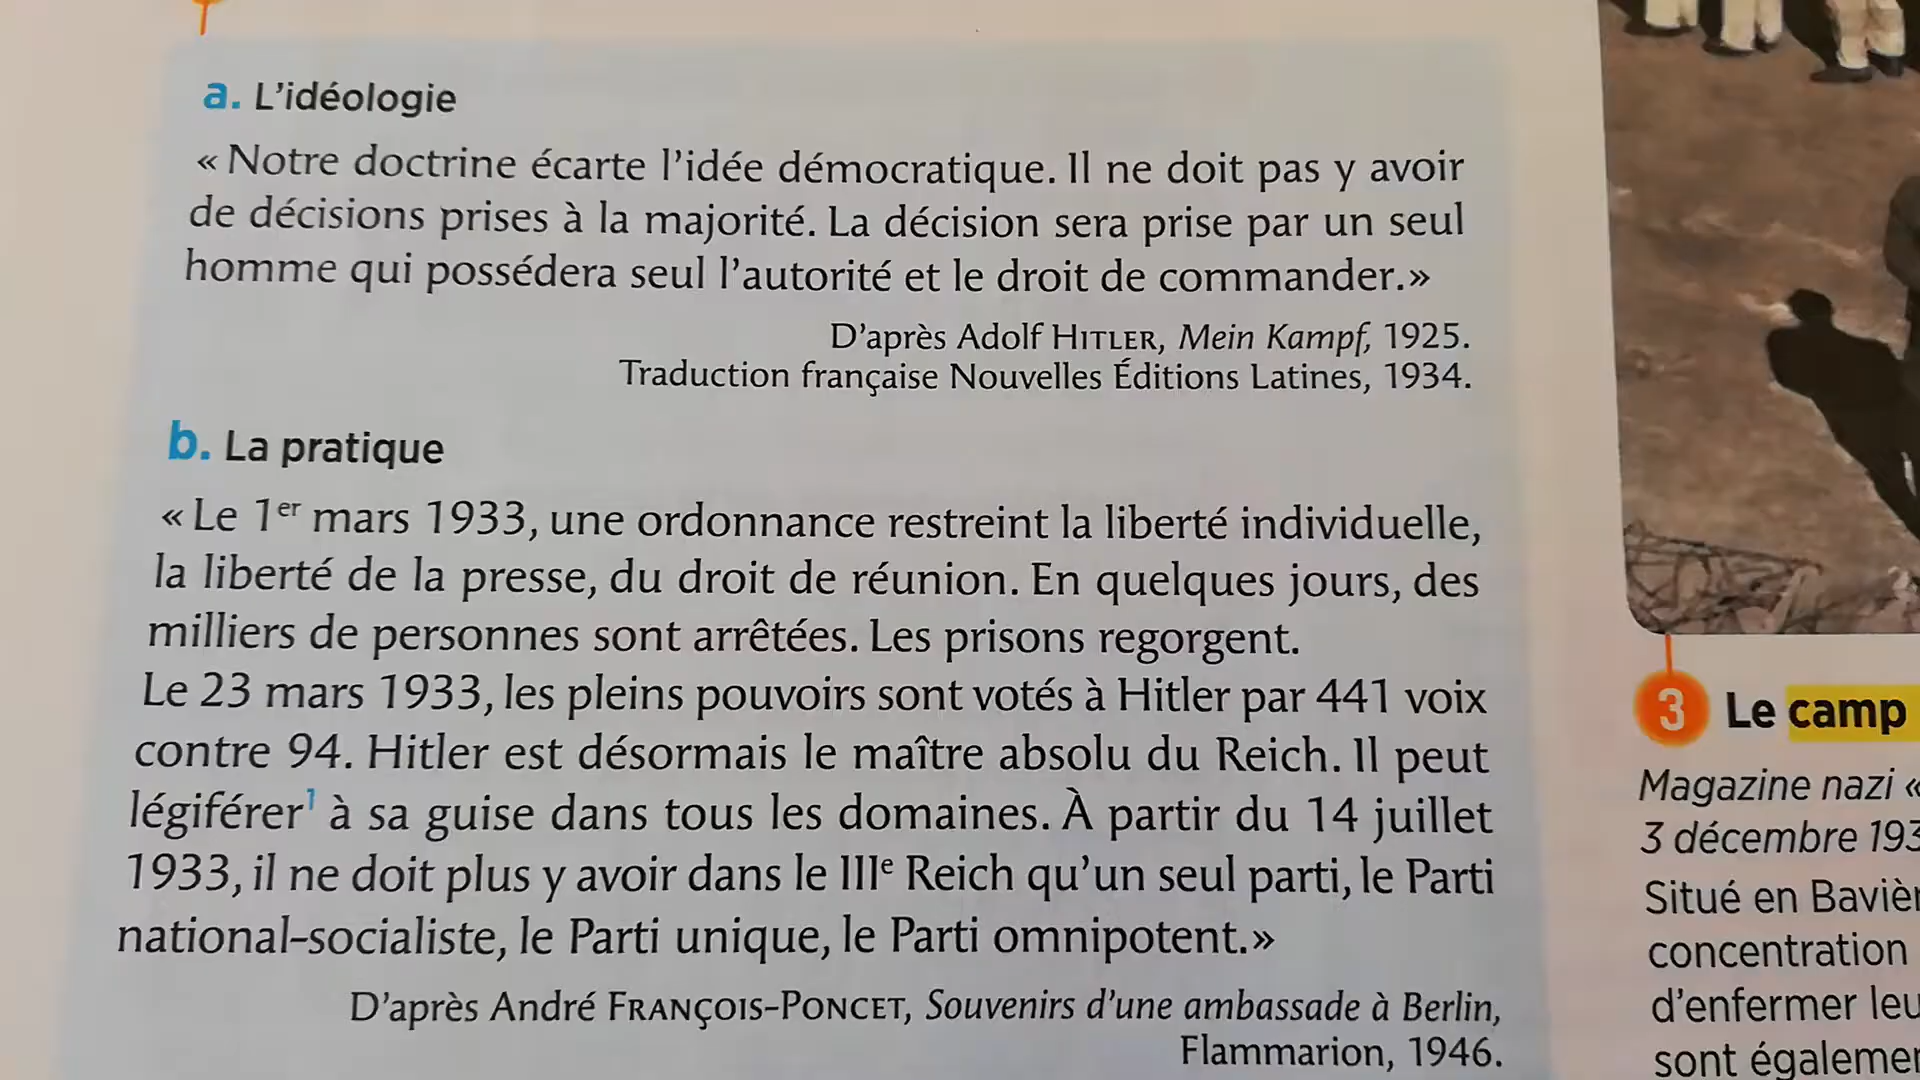 a. L'idéologie
« Notre doctrine écarte l'idée démocratique. Il ne doit pas y avoir
de décisions prises à la majorité. La décision sera prise par un seul
homme qui possédera seul l'autorité et le droit de commander. »
D'après Adolf HITLER, Mein Kampf, 1925.
Traduction française Nouvelles Éditions Latines, 1934.
b. La pratique
« Le 1er mars 1933, une ordonnance restreint la liberté individuelle,
la liberté de la presse, du droit de réunion. En quelques jours, des
milliers de personnes sont arrêtées. Les prisons regorgent.
Le 23 mars 1933, les pleins pouvoirs sont votés à Hitler par 441 voix
contre 94. Hitler est désormais le maître absolu du Reich. Il peut
légiférer1 à sa guise dans tous les domaines. À partir du 14 juillet
1933, il ne doit plus y avoir dans le IIIe Reich qu'un seul parti, le Parti
national-socialiste, le Parti unique, le Parti omnipotent. »
D'après André FRANÇOIS-PONCET, Souvenirs d'une ambassade à Berlin,
Flammarion, 1946.
3 Le camp
Magazine nazi «
3 décembre 193
Situé en Baviè
concentration
d'enfermer leu
sont égaleme